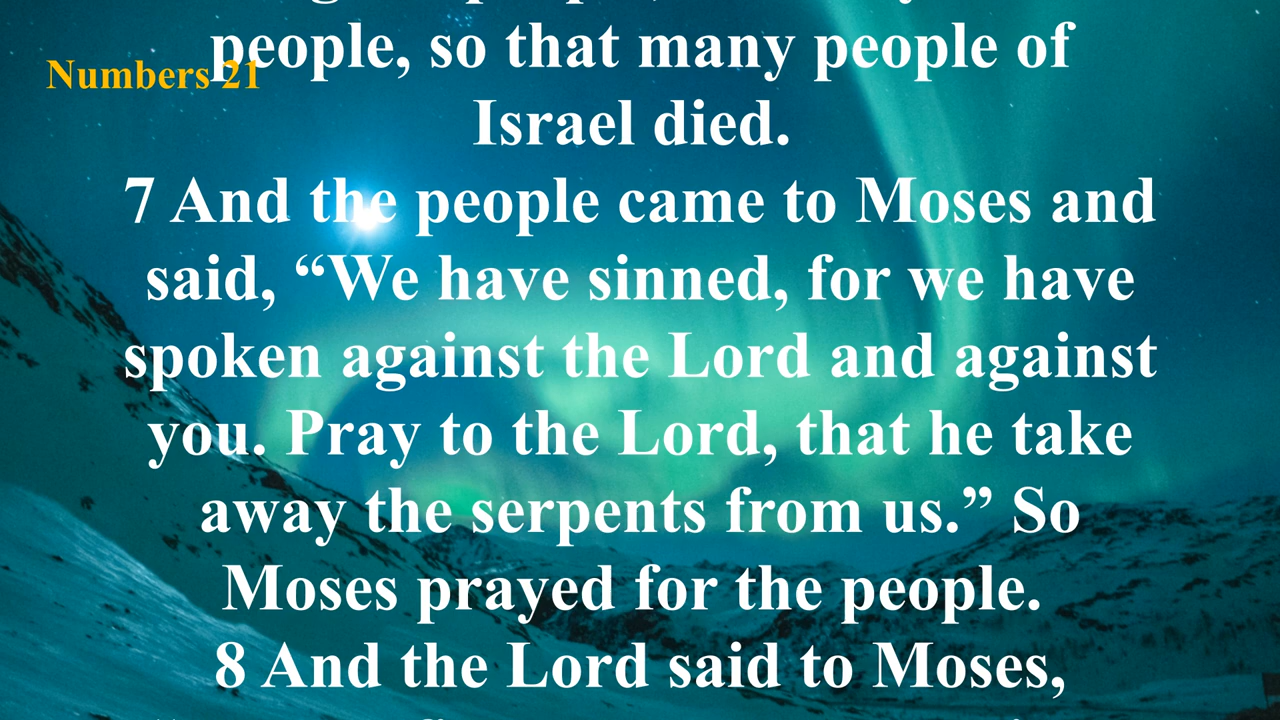 people, so that many people of
Numbers 21
Israel died.
7 And the people came to Moses and
said, “We have sinned, for we have
spoken against the Lord and against
you. Pray to the Lord, that he take
away the serpents from us.” So
Moses prayed for the people.
8 And the Lord said to Moses,